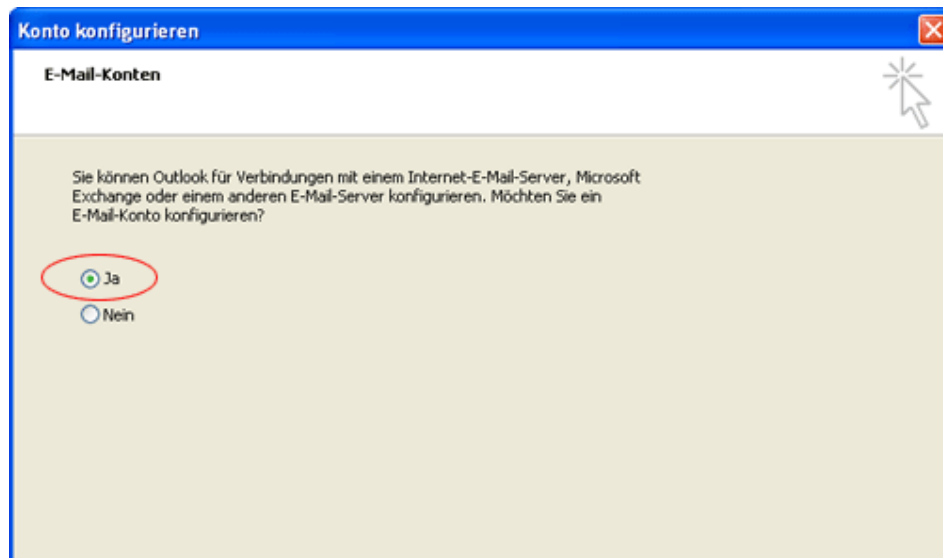 Konto konfigurieren
E-Mail-Konten
Sie können Outlook für Verbindungen mit einem Internet-E-Mail-Server, Microsoft
Exchange oder einem anderen E-Mail-Server konfigurieren. Möchten Sie ein
E-Mail-Konto konfigurieren?
Ja
Nein